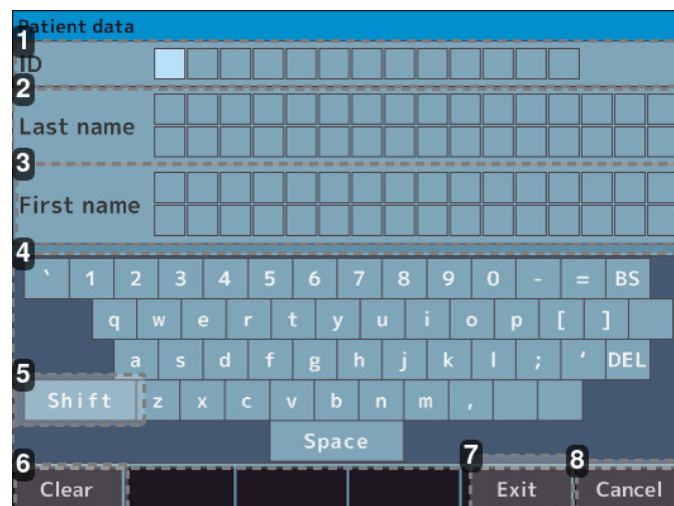 Patient data
1
ID
2
Last name
3
First name
4
` 1 2 3 4 5 6 7 8 9 0 - = BS
q w e r t y u i o p [ ]
a s d f g h j k l ; ' DEL
5
Shift z x c v b n m ,
Space
6 7 8
Clear Exit Cancel